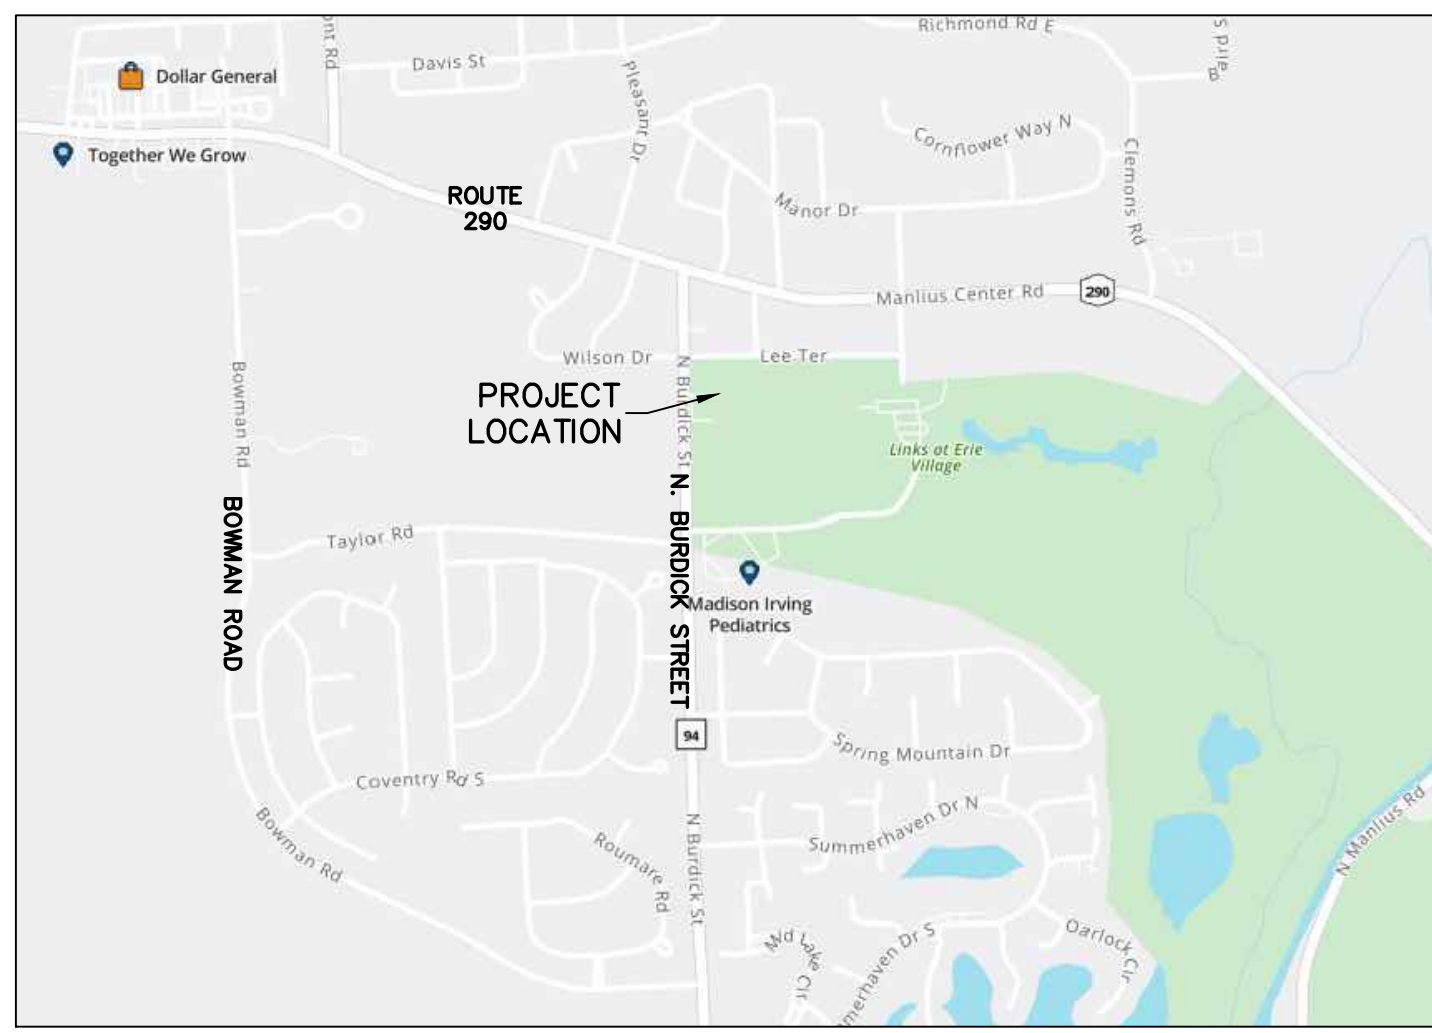 Richmond Rd E
Davis St
Dollar General
Pleasant Dr
Cornflower Way N
Clemons Rd
Together We Grow
ROUTE
290
Manor Dr
Manlius Center Rd
290
Wilson Dr
Lee Ter
Bowman Rd
PROJECT
LOCATION
N Burdick St
Links at Erie
Village
BOWMAN ROAD
Taylor Rd
N. BURDICK STREET
Madison Irving
Pediatrics
94
Spring Mountain Dr
Coventry Rd S
Bowman Rd
Summerhaven Dr N
N Manlius Rd
Roumare Rd
N Burdick St
Oarlock Cir